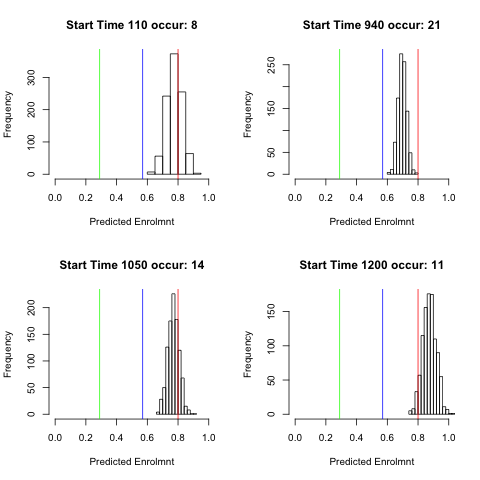 Start Time 110 occur: 8
Frequency
0 100 200 300
0.0 0.2 0.4 0.6 0.8 1.0
Predicted Enrolmnt
Start Time 940 occur: 21
Frequency
0 50 150 250
0.0 0.2 0.4 0.6 0.8 1.0
Predicted Enrolmnt
Start Time 1050 occur: 14
Frequency
0 50 100 150 200
0.0 0.2 0.4 0.6 0.8 1.0
Predicted Enrolmnt
Start Time 1200 occur: 11
Frequency
0 50 100 150
0.0 0.2 0.4 0.6 0.8 1.0
Predicted Enrolmnt